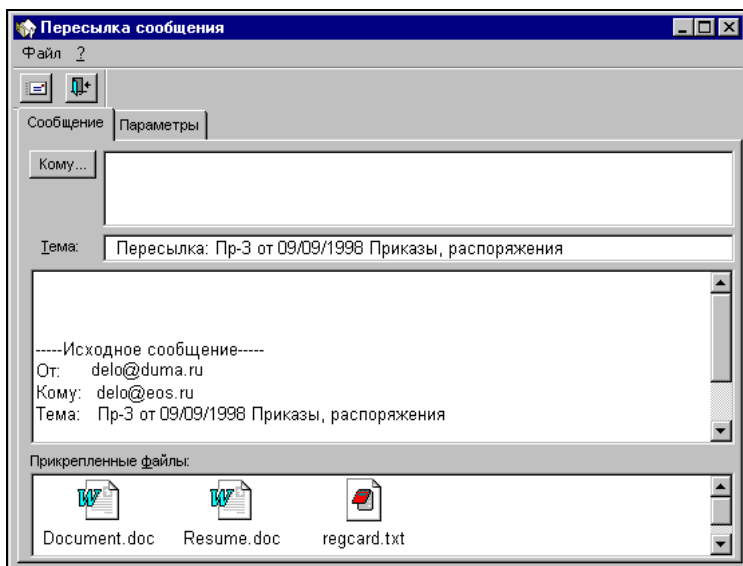 Пересылка сообщения
Файл ?
Сообщение Параметры
Кому...
Тема: Пересылка: Пр-3 от 09/09/1998 Приказы, распоряжения
-----Исходное сообщение-----
От: delo@duma.ru
Кому: delo@eos.ru
Тема: Пр-3 от 09/09/1998 Приказы, распоряжения
Прикрепленные файлы:
Document.doc Resume.doc regcard.txt